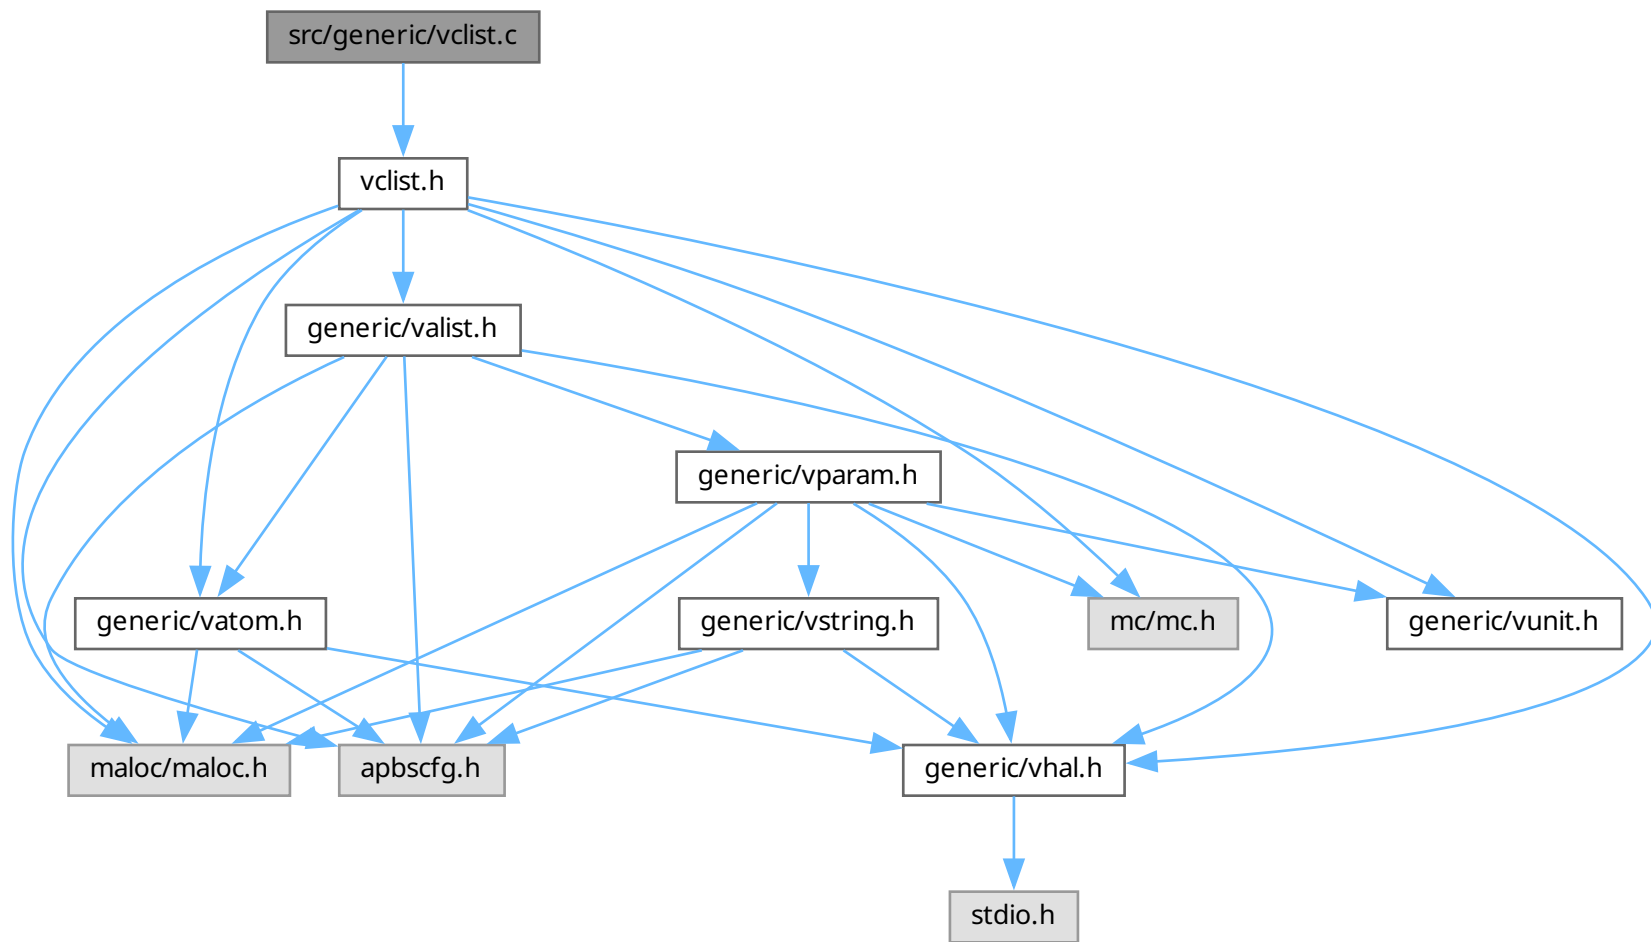 src/generic/vclist.c
vclist.h
generic/valist.h
generic/vparam.h
generic/vatom.h
generic/vstring.h
mc/mc.h
generic/vunit.h
maloc/maloc.h
apbscfg.h
generic/vhal.h
stdio.h